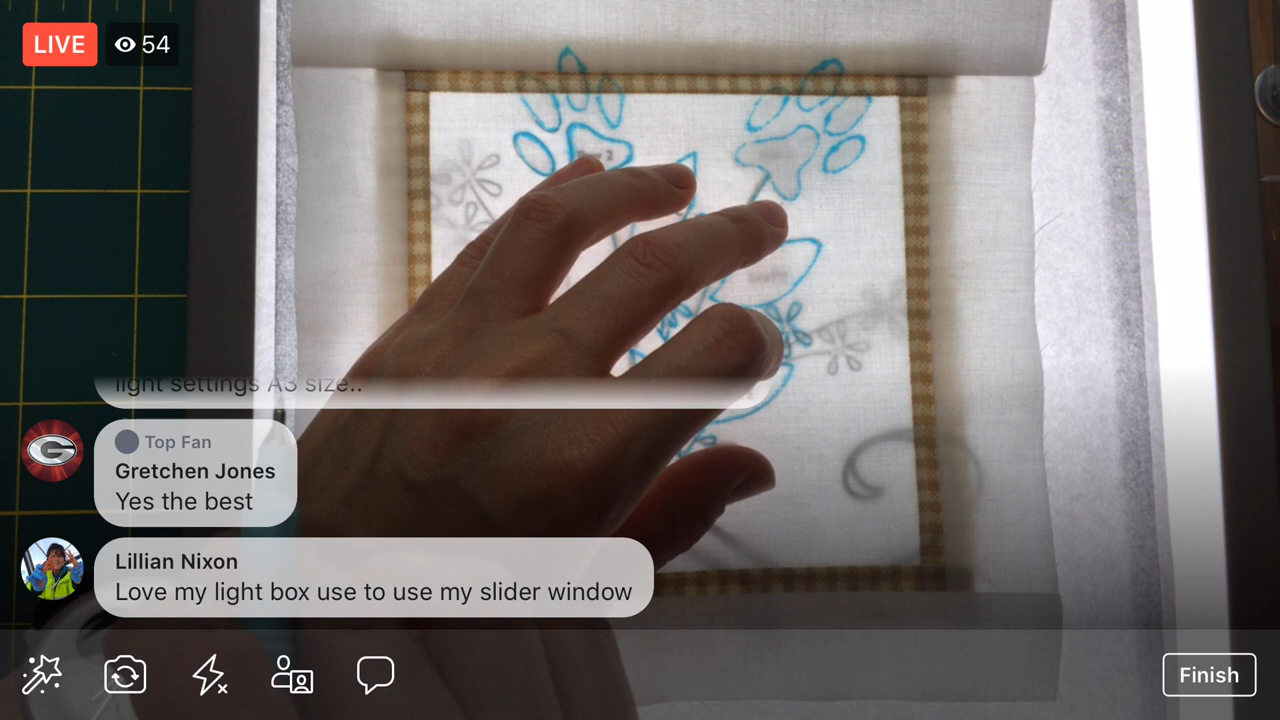 LIVE
54
light settings A3 size..
Top Fan
Gretchen Jones
Yes the best
Lillian Nixon
Love my light box use to use my slider window
Finish